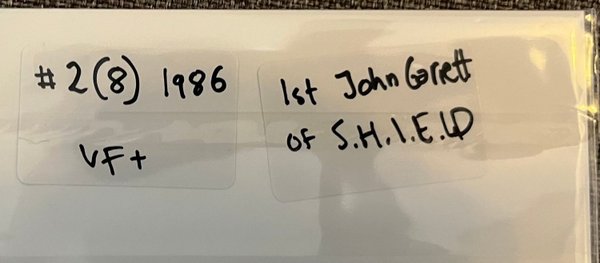 #2(8) 1986
VF+
1st John Garett
of S.H.I.E.LD